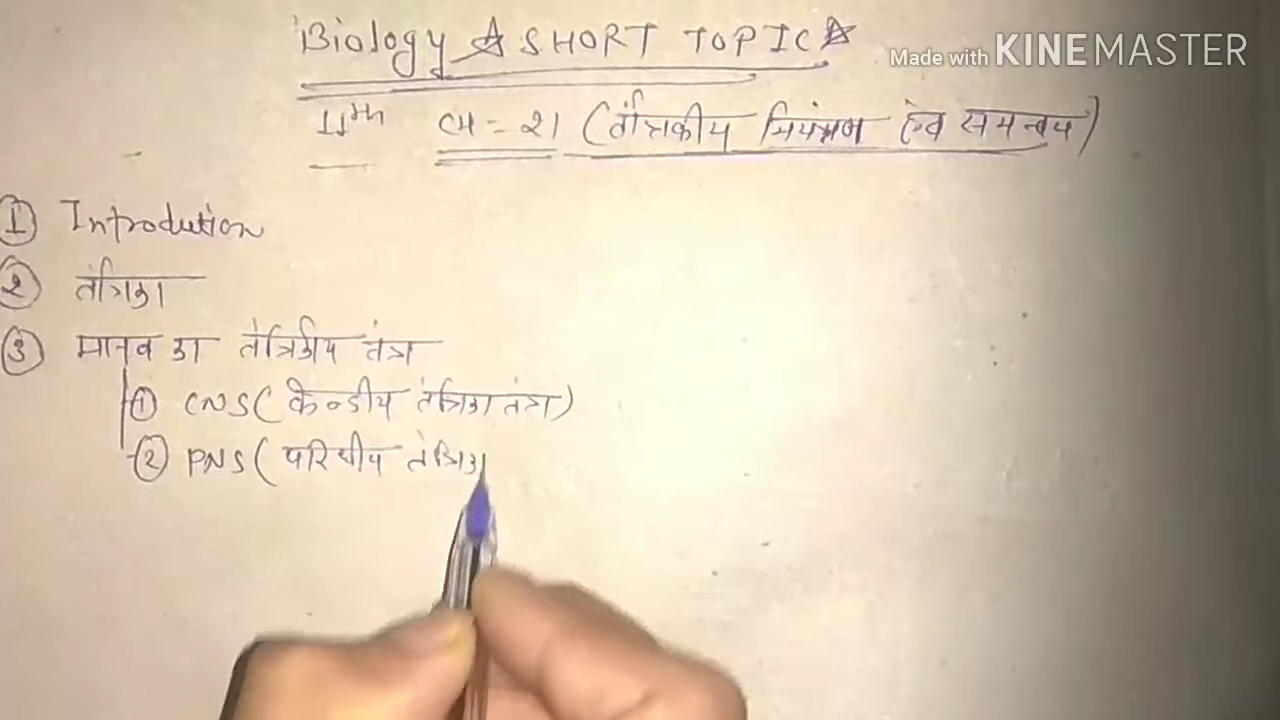 Biology ☆ SHORT TOPIC ☆
Made with KINEMASTER
11th CH = 21 (तंत्रिकीय नियंत्रण एवं समन्वय)
① Introdution
② तंत्रिका
③ मानव का तंत्रिकीय तंत्र
① CNS (केन्द्रीय तंत्रिका तंत्र)
② PNS ( परिधीय तंत्रिका